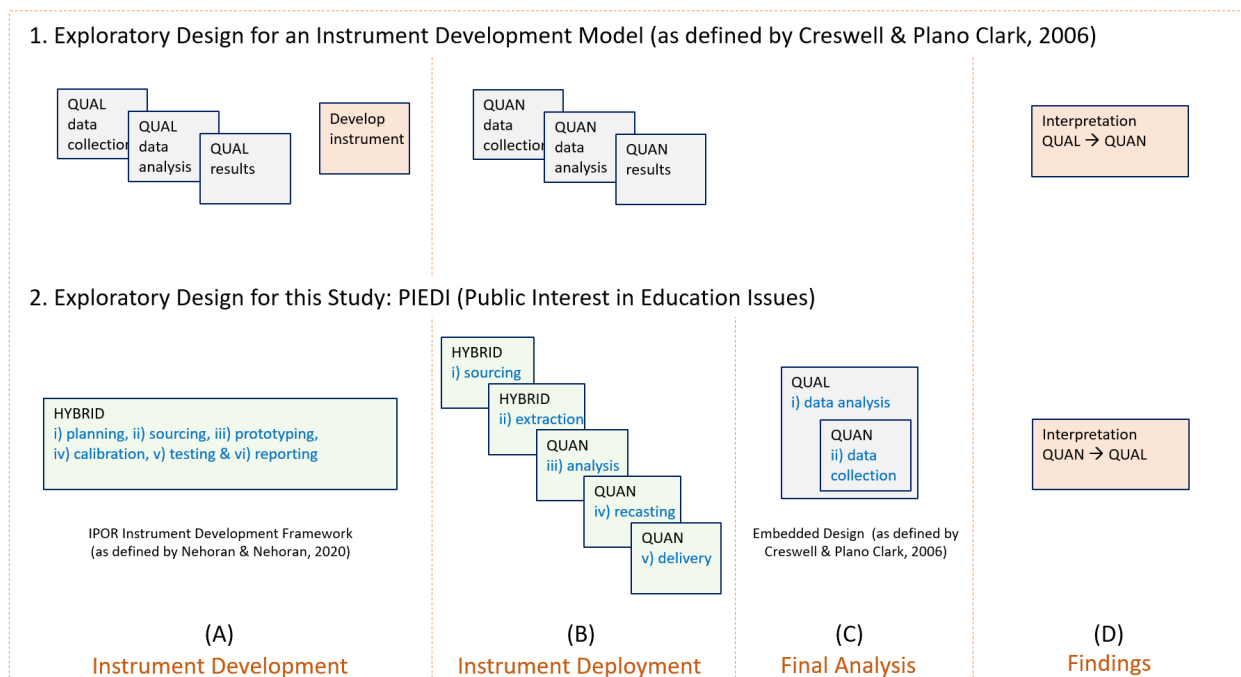 1. Exploratory Design for an Instrument Development Model (as defined by Creswell & Plano Clark, 2006)
QUAL
data
collection
QUAL
data
analysis
QUAL
results
Develop
instrument
QUAN
data
collection
QUAN
data
analysis
QUAN
results
Interpretation
QUAL → QUAN
2. Exploratory Design for this Study: PIEDI (Public Interest in Education Issues)
HYBRID
i) planning, ii) sourcing, iii) prototyping,
iv) calibration, v) testing & vi) reporting
IPOR Instrument Development Framework
(as defined by Nehoran & Nehoran, 2020)
HYBRID
i) sourcing
HYBRID
ii) extraction
QUAN
iii) analysis
QUAN
iv) recasting
QUAN
v) delivery
QUAL
i) data analysis
QUAN
ii) data
collection
Embedded Design (as defined by
Creswell & Plano Clark, 2006)
Interpretation
QUAN → QUAL
(A)
Instrument Development
(B)
Instrument Deployment
(C)
Final Analysis
(D)
Findings